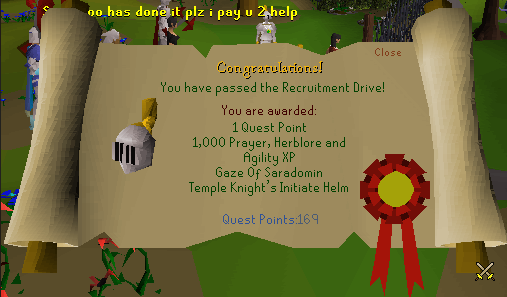 has done it plz i pay u 2 help
Close
Congratulations!
You have passed the Recruitment Drive!
You are awarded:
1 Quest Point
1,000 Prayer, Herblore and
Agility XP
Gaze Of Saradomin
Temple Knight's Initiate Helm
Quest Points:169